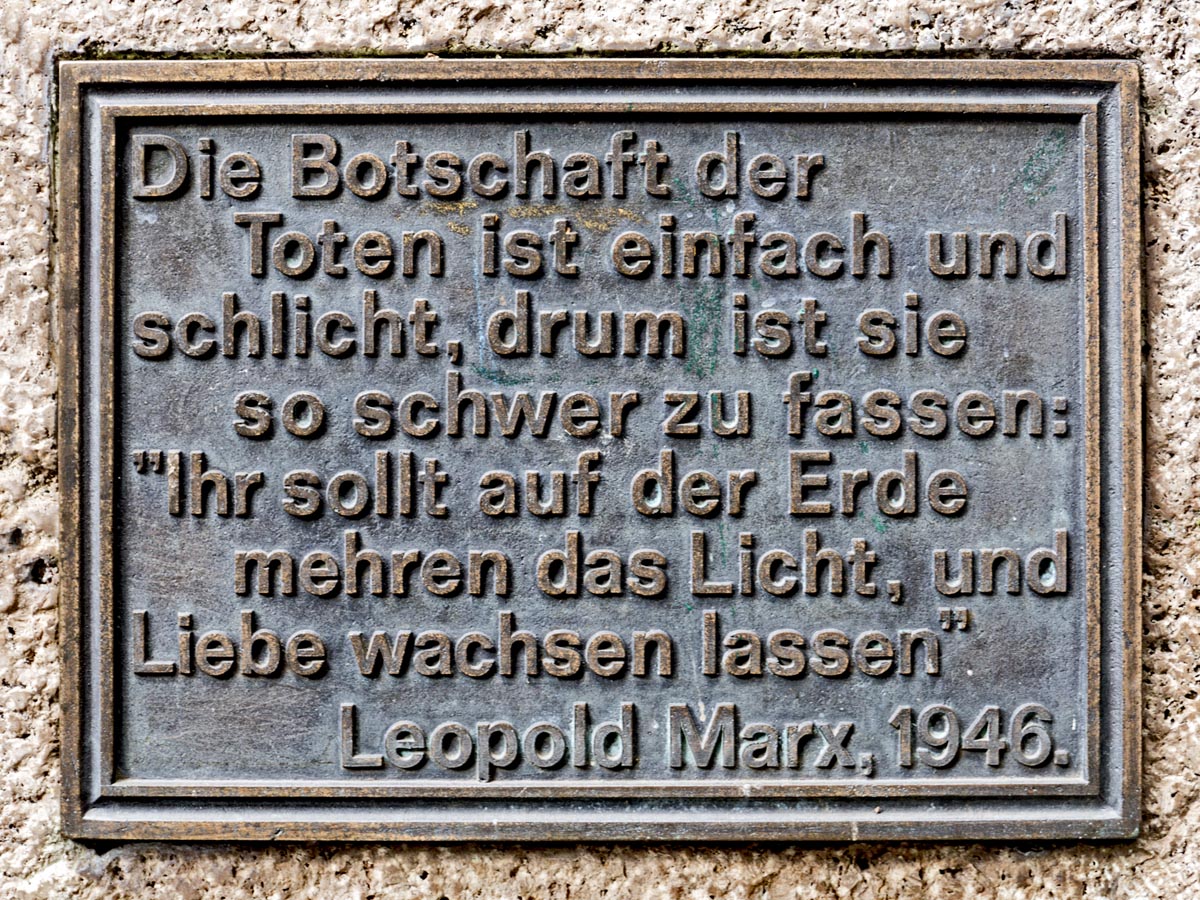 Die Botschaft der
Toten ist einfach und
schlicht, drum ist sie
so schwer zu fassen:
"Ihr sollt auf der Erde
mehren das Licht, und
Liebe wachsen lassen"
Leopold Marx, 1946.